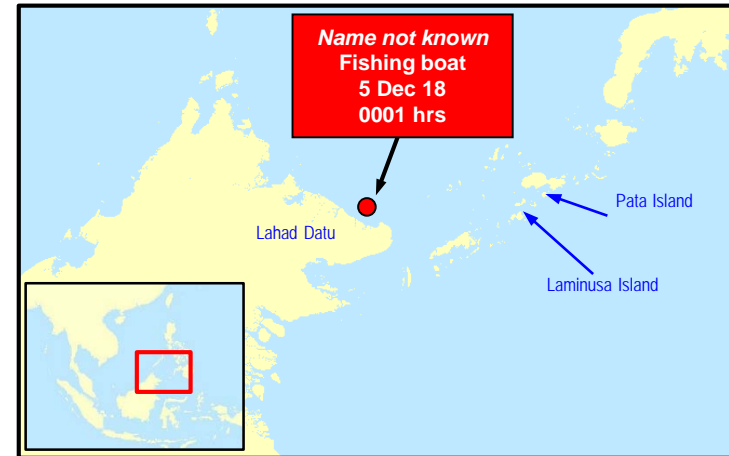 Name not known
Fishing boat
5 Dec 18
0001 hrs
Pata Island
Lahad Datu
Laminusa Island